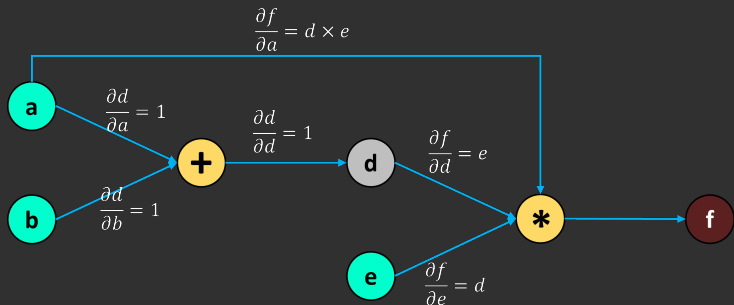 ∂f/∂a = d × e
a
∂d/∂a = 1
∂d/∂d = 1
∂f/∂d = e
+
d
∂d/∂b = 1
b
*
f
e
∂f/∂e = d